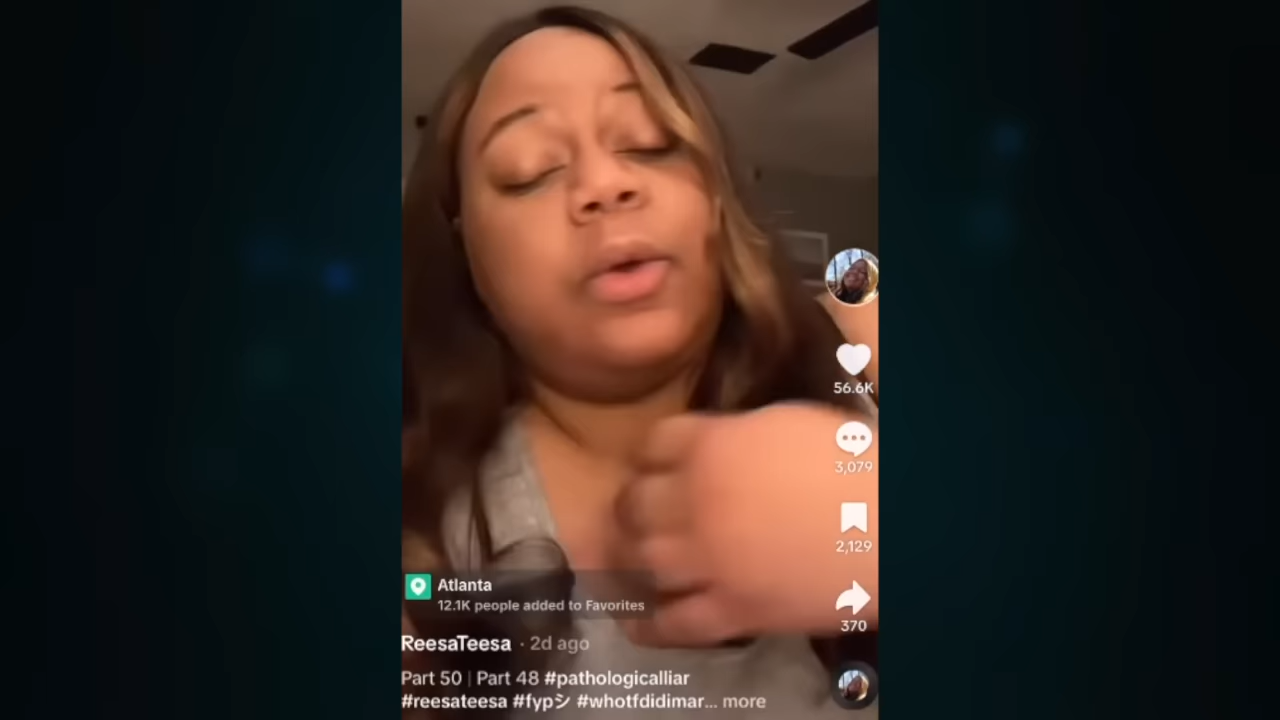 56.6K
3,079
2,129
370
Atlanta
12.1K people added to Favorites
ReesaTeesa · 2d ago
Part 50 | Part 48 #pathologicalliar
#reesateesa #fypシ #whotfdidimar... more